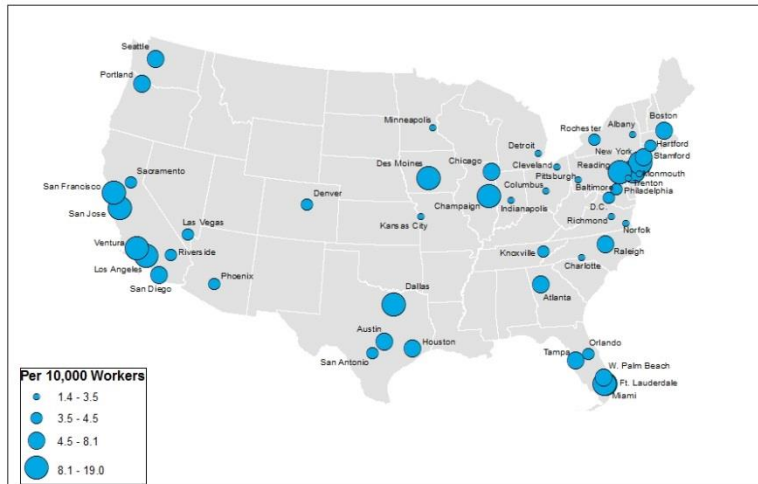 Seattle
Portland
Minneapolis
Albany
Boston
Rochester
Hartford
Detroit
New York
Stamford
Des Moines
Chicago
Cleveland
Reading
Monmouth
Pittsburgh
Trenton
Sacramento
Columbus
Baltimore
Philadelphia
San Francisco
Denver
Champaign
Indianapolis
D.C.
San Jose
Las Vegas
Kansas City
Richmond
Norfolk
Ventura
Riverside
Knoxville
Raleigh
Los Angeles
Charlotte
San Diego
Phoenix
Dallas
Atlanta
Austin
Houston
Orlando
San Antonio
Tampa
W. Palm Beach
Ft. Lauderdale
Miami
Per 10,000 Workers
1.4 - 3.5
3.5 - 4.5
4.5 - 8.1
8.1 - 19.0